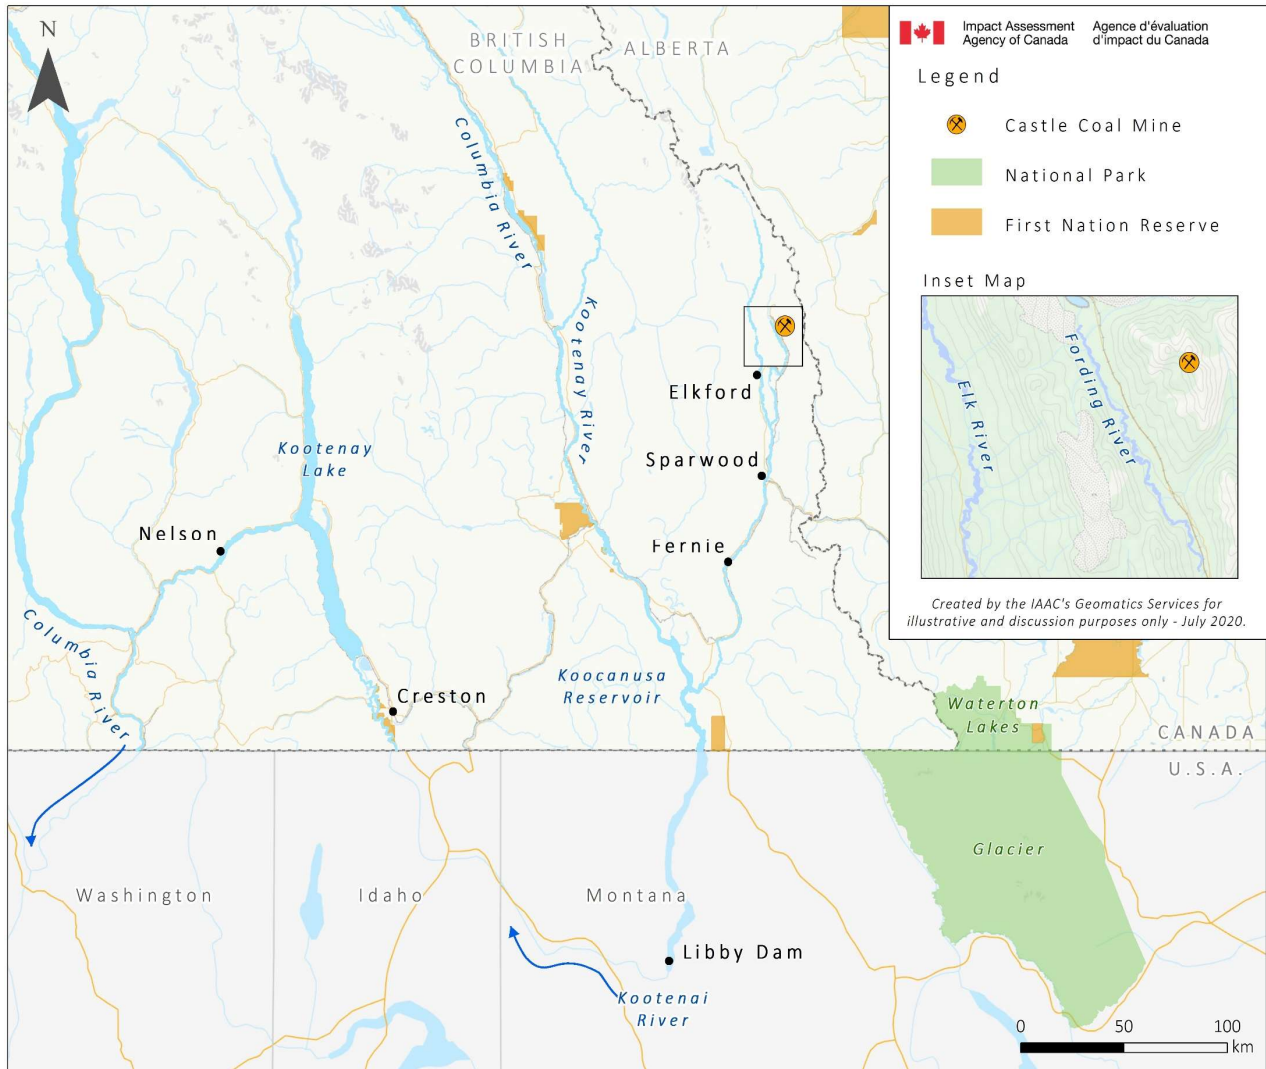 N
BRITISH
COLUMBIA
ALBERTA
Columbia River
Kootenay River
Elkford
Sparwood
Fernie
Kootenay
Lake
Nelson
Columbia River
Creston
Koocanusa
Reservoir
Waterton
Lakes
CANADA
U.S.A.
Glacier
Washington
Idaho
Montana
Libby Dam
Kootenai
River
0 50 100
km
Impact Assessment
Agency of Canada
Agence d'évaluation
d'impact du Canada
Legend
Castle Coal Mine
National Park
First Nation Reserve
Inset Map
Elk River
Fording River
Created by the IAAC's Geomatics Services for
illustrative and discussion purposes only - July 2020.